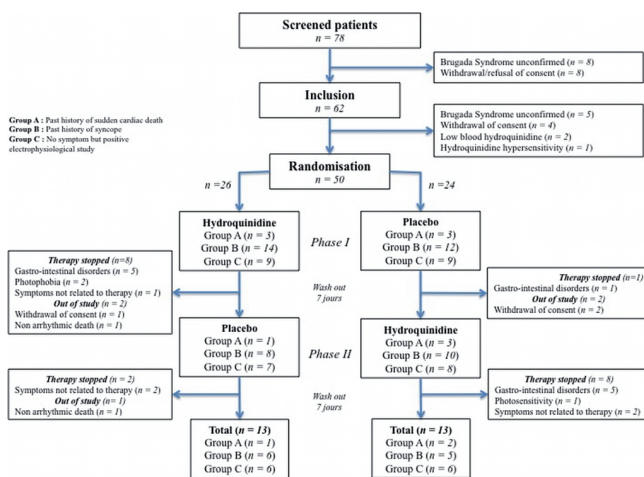 Screened patients
n = 78
Brugada Syndrome unconfirmed (n = 8)
Withdrawal/refusal of consent (n = 8)
Inclusion
n = 62
Group A : Past history of sudden cardiac death
Group B : Past history of syncope
Group C : No symptom but positive
electrophysiological study
Brugada Syndrome unconfirmed (n = 5)
Withdrawal of consent (n = 4)
Low blood hydroquinidine (n = 2)
Hydroquinidine hypersensitivity (n = 1)
Randomisation
n = 50
n =26
n =24
Hydroquinidine
Group A (n = 3)
Group B (n = 14)
Group C (n = 9)
Phase I
Placebo
Group A (n = 3)
Group B (n = 12)
Group C (n = 9)
Therapy stopped (n=8)
Gastro-intestinal disorders (n = 5)
Photophobia (n = 2)
Symptoms not related to therapy (n = 1)
Out of study (n = 2)
Withdrawal of consent (n = 1)
Non arrhythmic death (n = 1)
Wash out
7 jours
Therapy stopped (n=1)
Gastro-intestinal disorders (n = 1)
Out of study (n = 2)
Withdrawal of consent (n = 2)
Placebo
Group A (n = 1)
Group B (n = 8)
Group C (n = 7)
Phase II
Hydroquinidine
Group A (n = 3)
Group B (n = 10)
Group C (n = 8)
Therapy stopped (n = 2)
Symptoms not related to therapy (n = 2)
Out of study (n= 1)
Non arrhythmic death (n = 1)
Wash out
7 jours
Therapy stopped (n = 8)
Gastro-intestinal disorders (n = 5)
Photosensitivity (n = 1)
Symptoms not related to therapy (n = 2)
Total (n = 13)
Group A (n = 1)
Group B (n = 6)
Group C (n = 6)
Total (n = 13)
Group A (n = 2)
Group B (n = 5)
Group C (n = 6)